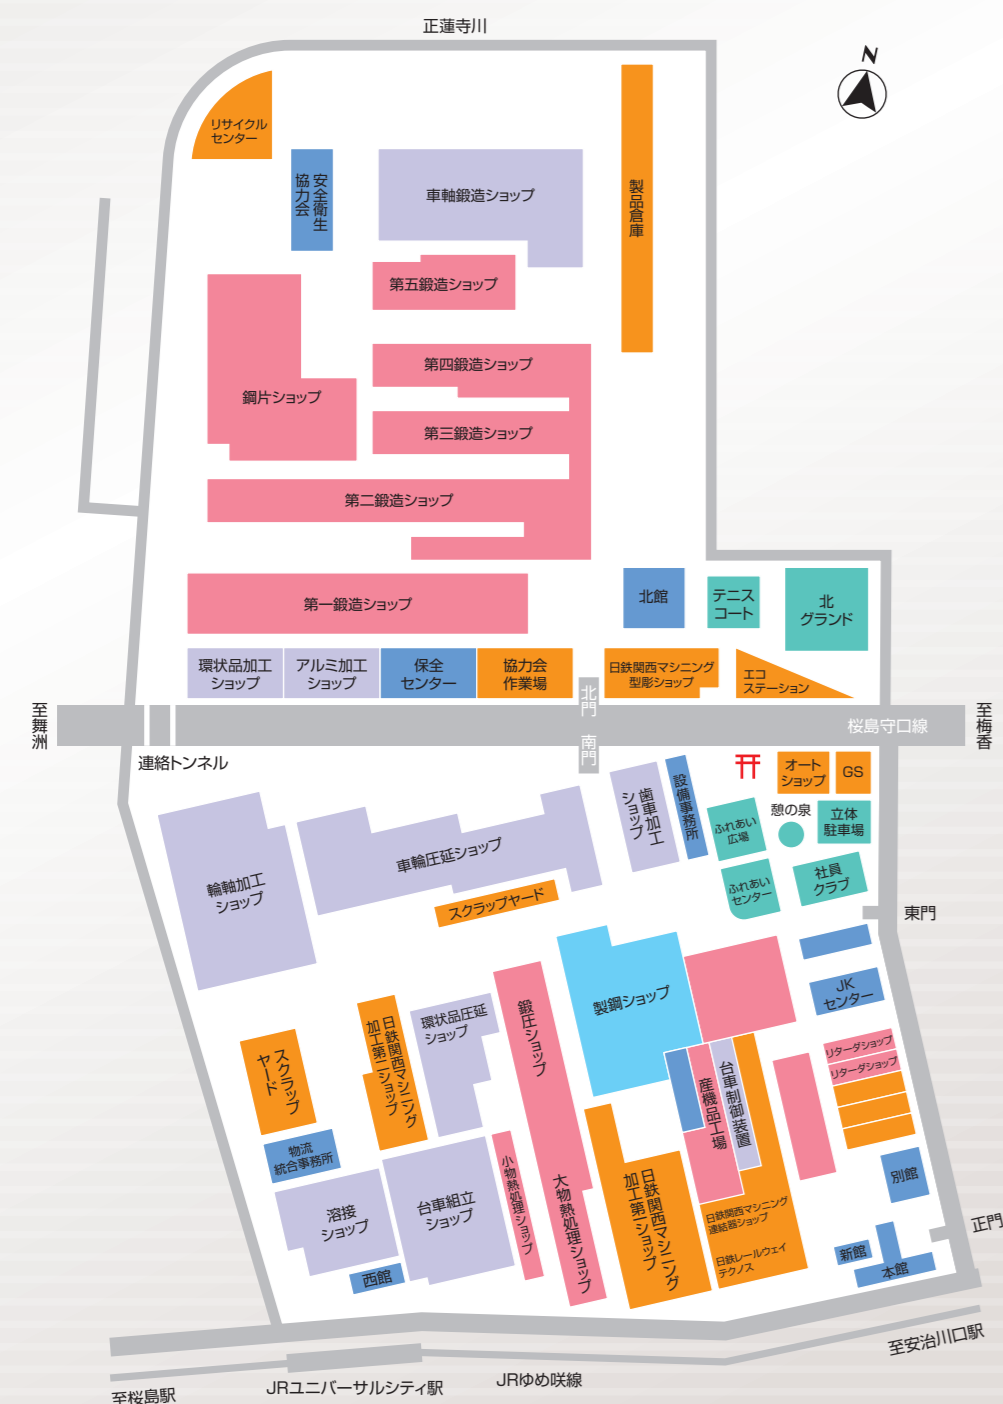 正蓮寺川
N
リサイクル
センター
安全衛生
協力会
車軸鍛造ショップ
製品倉庫
第五鍛造ショップ
第四鍛造ショップ
鋼片ショップ
第三鍛造ショップ
第二鍛造ショップ
第一鍛造ショップ
北館
テニス
コート
北
グランド
環状品加工
ショップ
アルミ加工
ショップ
保全
センター
協力会
作業場
日鉄関西マシニング
型彫ショップ
エコ
ステーション
北門
南門
至舞洲
桜島守口線
至梅香
連絡トンネル
歯車加工
ショップ
設備事務所
オート
ショップ
GS
ふれあい
広場
憩の泉
立体
駐車場
車輪圧延ショップ
輪軸加工
ショップ
スクラップヤード
ふれあい
センター
社員
クラブ
東門
製鋼ショップ
JK
センター
鍛圧ショップ
環状品圧延
ショップ
日鉄関西マシニング
加工第二ショップ
スクラップ
ヤード
リターダショップ
リターダショップ
台車制御装置
産機品工場
物流
統合事務所
小物熱処理ショップ
大物熱処理ショップ
日鉄関西マシニング
加工第一ショップ
別館
溶接
ショップ
台車組立
ショップ
日鉄関西マシニング
連結器ショップ
日鉄レールウェイ
テクノス
正門
新館
本館
西館
至安治川口駅
至桜島駅
JRユニバーサルシティ駅
JRゆめ咲線